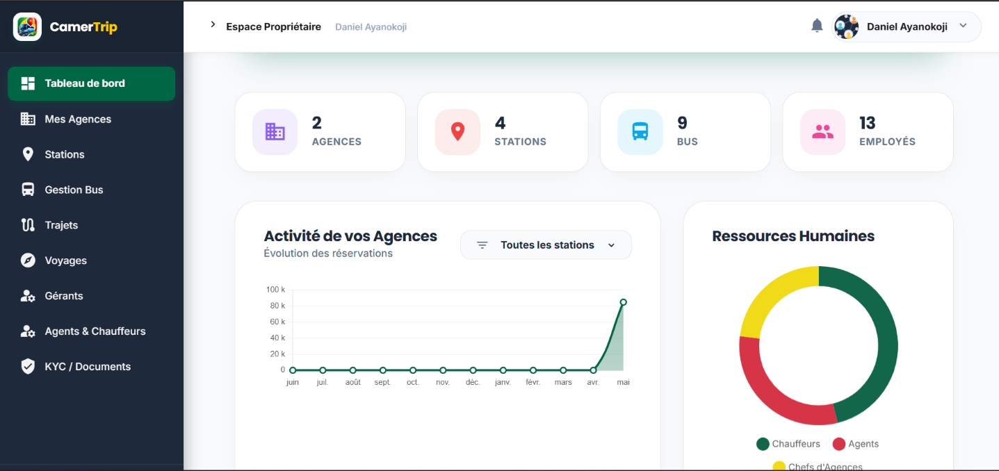 CamerTrip
Espace Propriétaire Daniel Ayanokoji
Daniel Ayanokoji
Tableau de bord
Mes Agences
Stations
Gestion Bus
Trajets
Voyages
Gérants
Agents & Chauffeurs
KYC / Documents
2
AGENCES
4
STATIONS
9
BUS
13
EMPLOYÉS
Activité de vos Agences
Évolution des réservations
Toutes les stations
100 k
80 k
60 k
40 k
20 k
0
juin juil. août sept. oct. nov. déc. janv. févr. mars avr. mai
Ressources Humaines
Chauffeurs Agents
Chefs d'Agences